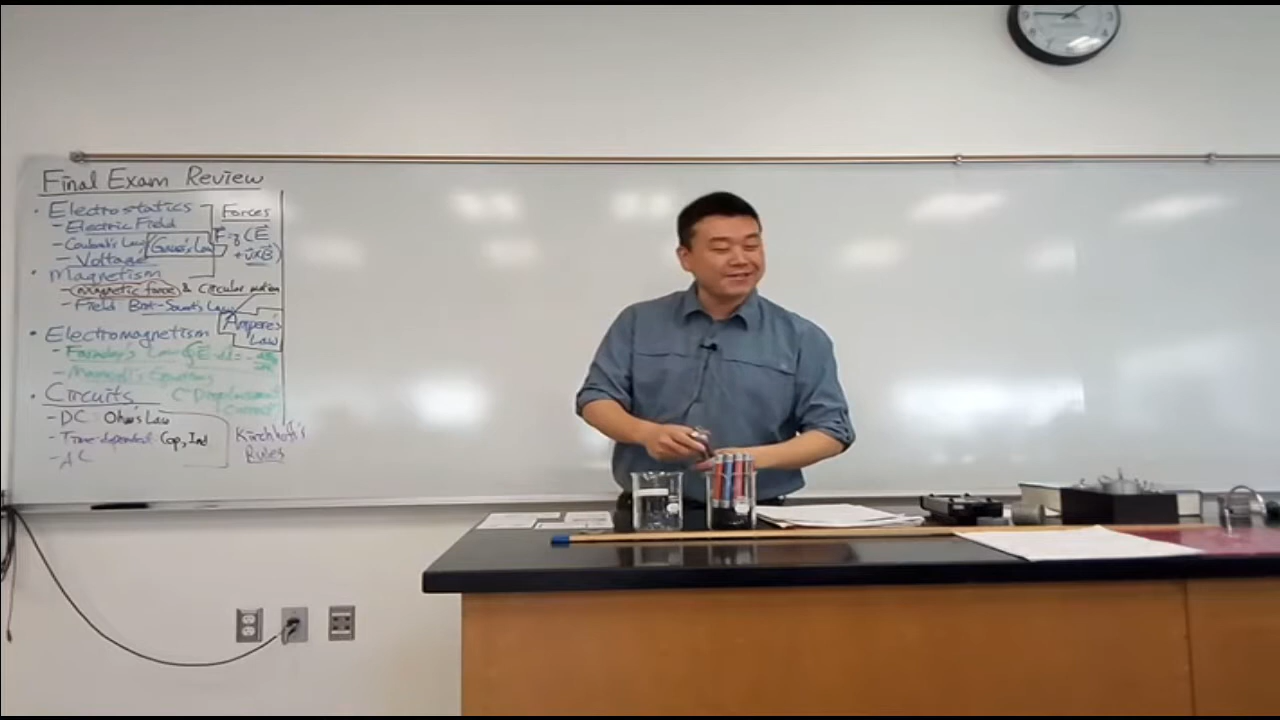 Final Exam Review
• Electrostatics
Forces
- Electric Field
F⃗ = q (E⃗
- Coulomb's Law
Gauss's Law
+ v⃗×B⃗)
- Voltage
• Magnetism
- magnetic force & Circular motion
- Field: Biot-Savart's Law
Ampere's
Law
• Electromagnetism
- Faraday's Law
- Maxwell's Equations
• Circuits
Displacement
Current
- DC: Ohm's Law
- Time-dependent Cap, Ind
- AC
Kirchhoff's
Rules